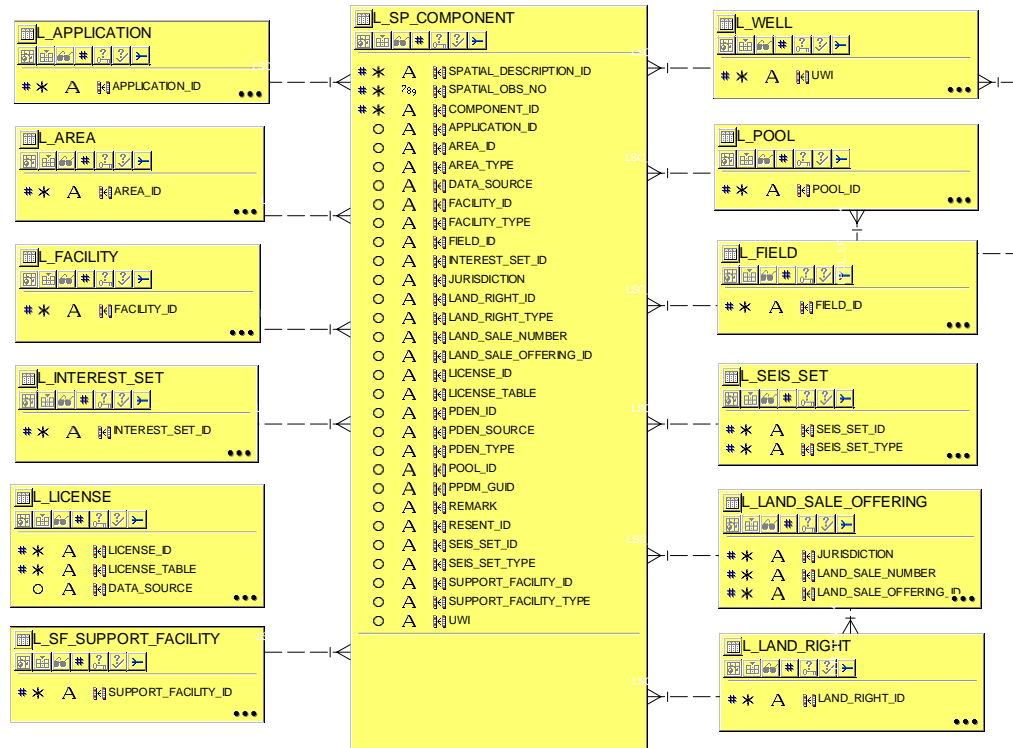 L_APPLICATION
# * A APPLICATION_ID
L_AREA
# * A AREA_ID
L_FACILITY
# * A FACILITY_ID
L_INTEREST_SET
# * A INTEREST_SET_ID
L_LICENSE
# * A LICENSE_ID
# * A LICENSE_TABLE
O A DATA_SOURCE
L_SF_SUPPORT_FACILITY
# * A SUPPORT_FACILITY_ID
L_SP_COMPONENT
# * A SPATIAL_DESCRIPTION_ID
# * 789 SPATIAL_OBS_NO
# * A COMPONENT_ID
O A APPLICATION_ID
O A AREA_ID
O A AREA_TYPE
O A DATA_SOURCE
O A FACILITY_ID
O A FACILITY_TYPE
O A FIELD_ID
O A INTEREST_SET_ID
O A JURISDICTION
O A LAND_RIGHT_ID
O A LAND_RIGHT_TYPE
O A LAND_SALE_NUMBER
O A LAND_SALE_OFFERING_ID
O A LICENSE_ID
O A LICENSE_TABLE
O A PDEN_ID
O A PDEN_SOURCE
O A PDEN_TYPE
O A POOL_ID
O A PPDM_GUID
O A REMARK
O A RESENT_ID
O A SEIS_SET_ID
O A SEIS_SET_TYPE
O A SUPPORT_FACILITY_ID
O A SUPPORT_FACILITY_TYPE
O A UWI
L_WELL
# * A UWI
L_POOL
# * A POOL_ID
L_FIELD
# * A FIELD_ID
L_SEIS_SET
# * A SEIS_SET_ID
# * A SEIS_SET_TYPE
L_LAND_SALE_OFFERING
# * A JURISDICTION
# * A LAND_SALE_NUMBER
# * A LAND_SALE_OFFERING_ID
L_LAND_RIGHT
# * A LAND_RIGHT_ID